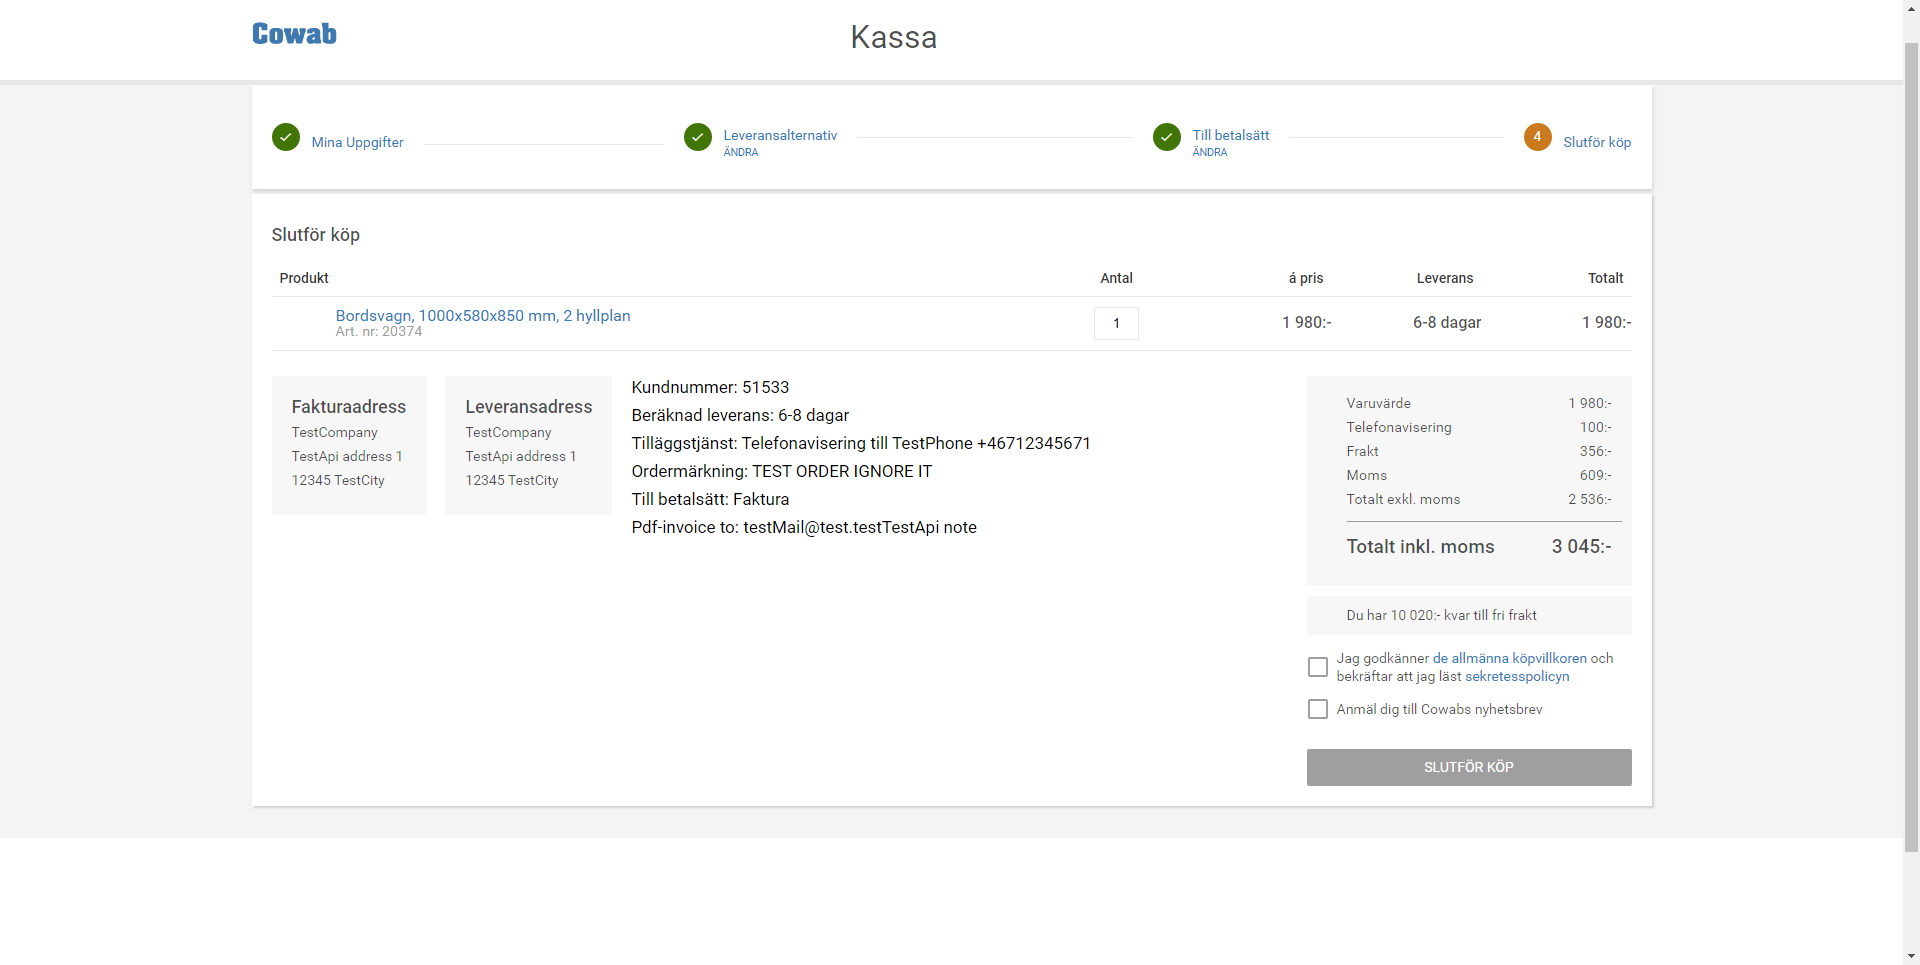 Cowab
Kassa
Mina Uppgifter
Leveransalternativ
ÄNDRA
Till betalsätt
ÄNDRA
4
Slutför köp
Slutför köp
Produkt Antal á pris Leverans Totalt
Bordsvagn, 1000x580x850 mm, 2 hyllplan
Art. nr: 20374
1 1 980:- 6-8 dagar 1 980:-
Fakturaadress
TestCompany
TestApi address 1
12345 TestCity
Leveransadress
TestCompany
TestApi address 1
12345 TestCity
Kundnummer: 51533
Beräknad leverans: 6-8 dagar
Tilläggstjänst: Telefonavisering till TestPhone +46712345671
Ordermärkning: TEST ORDER IGNORE IT
Till betalsätt: Faktura
Pdf-invoice to: testMail@test.testTestApi note
Varuvärde 1 980:-
Telefonavisering 100:-
Frakt 356:-
Moms 609:-
Totalt exkl. moms 2 536:-
Totalt inkl. moms 3 045:-
Du har 10 020:- kvar till fri frakt
Jag godkänner de allmänna köpvillkoren och
bekräftar att jag läst sekretesspolicyn
Anmäl dig till Cowabs nyhetsbrev
SLUTFÖR KÖP